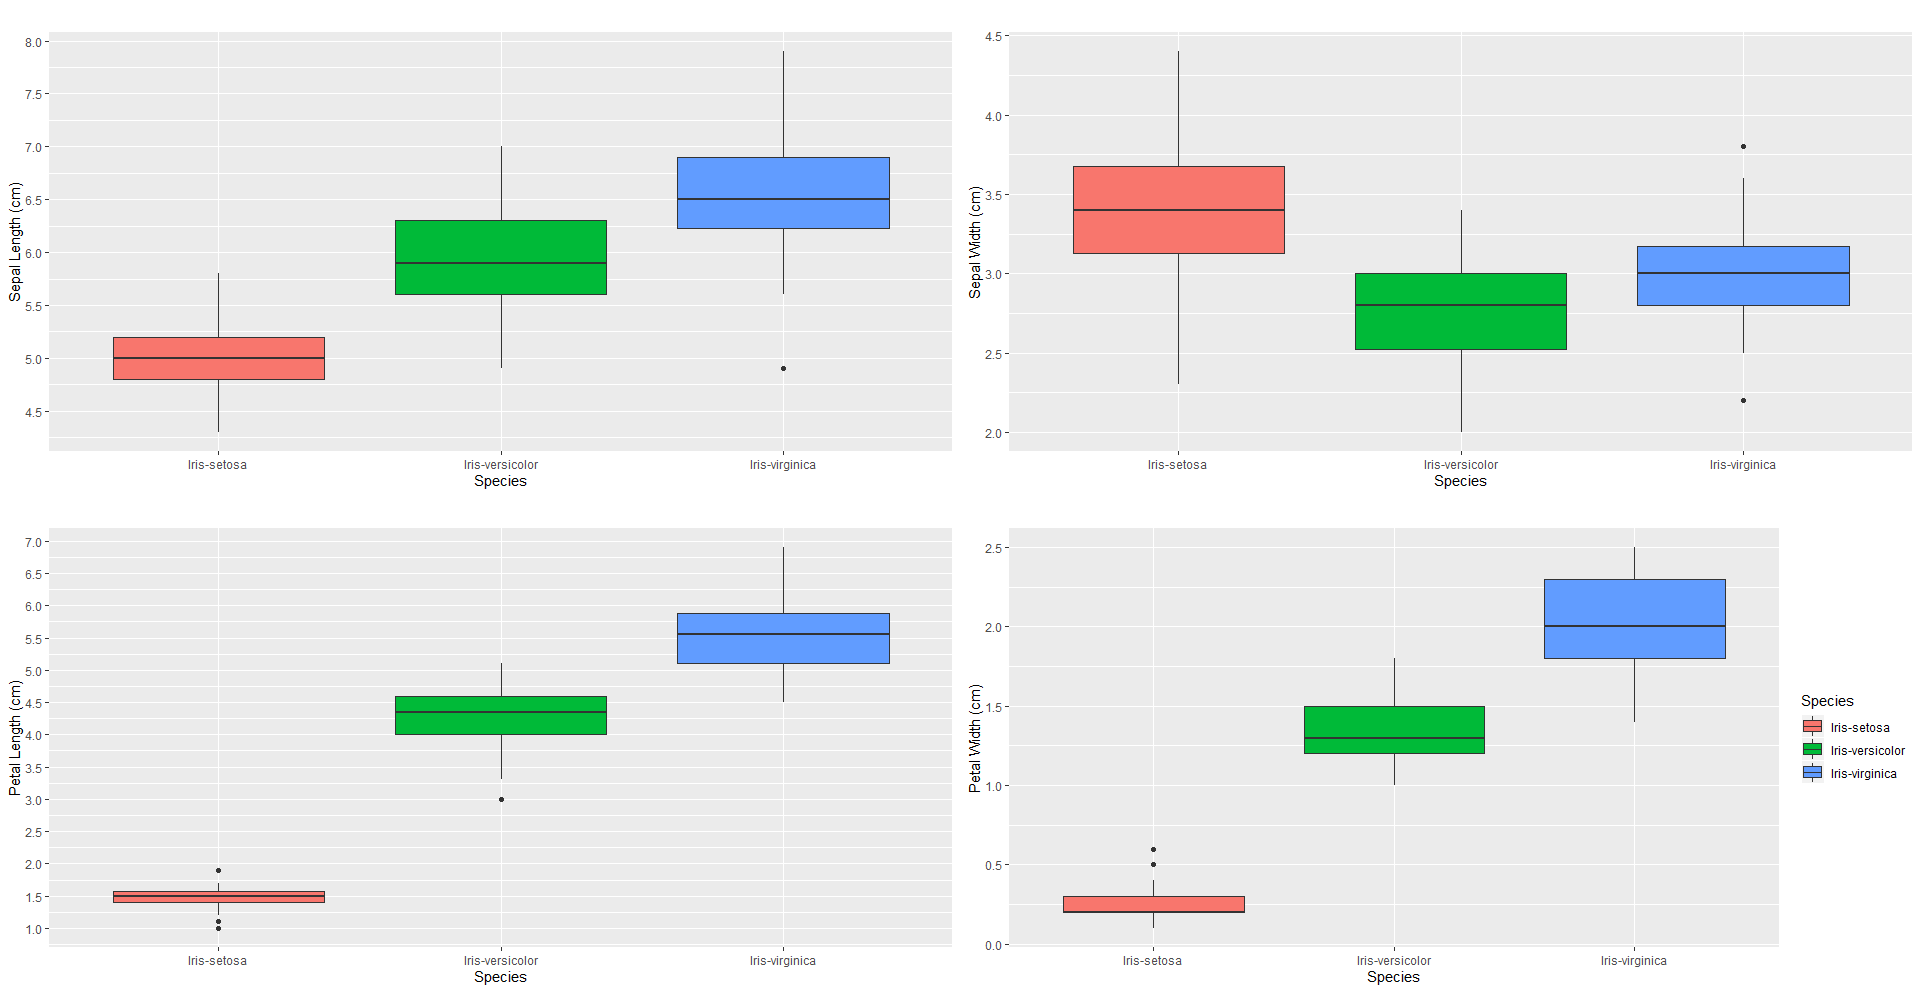 Sepal Length (cm)
8.0
7.5
7.0
6.5
6.0
5.5
5.0
4.5
Iris-setosa Iris-versicolor Iris-virginica
Species
Sepal Width (cm)
4.5
4.0
3.5
3.0
2.5
2.0
Iris-setosa Iris-versicolor Iris-virginica
Species
Petal Length (cm)
7.0
6.5
6.0
5.5
5.0
4.5
4.0
3.5
3.0
2.5
2.0
1.5
1.0
Iris-setosa Iris-versicolor Iris-virginica
Species
Petal Width (cm)
2.5
2.0
1.5
1.0
0.5
0.0
Iris-setosa Iris-versicolor Iris-virginica
Species
Species
Iris-setosa
Iris-versicolor
Iris-virginica